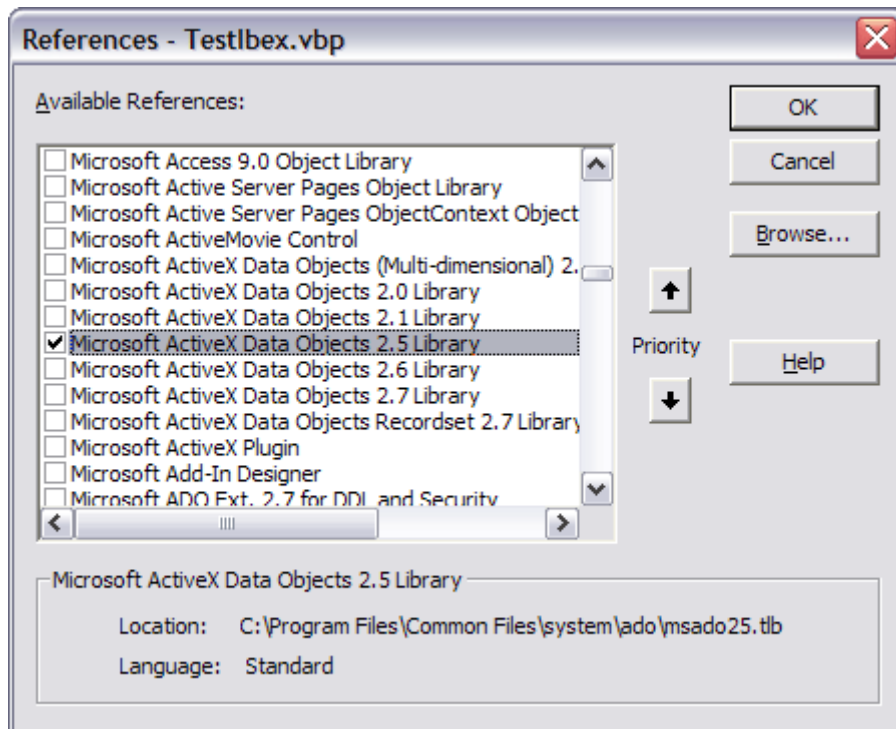 References - TestIbex.vbp
Available References:
OK
Cancel
Browse...
Priority
Help
Microsoft Access 9.0 Object Library
Microsoft Active Server Pages Object Library
Microsoft Active Server Pages ObjectContext Object
Microsoft ActiveMovie Control
Microsoft ActiveX Data Objects (Multi-dimensional) 2.
Microsoft ActiveX Data Objects 2.0 Library
Microsoft ActiveX Data Objects 2.1 Library
Microsoft ActiveX Data Objects 2.5 Library
Microsoft ActiveX Data Objects 2.6 Library
Microsoft ActiveX Data Objects 2.7 Library
Microsoft ActiveX Data Objects Recordset 2.7 Library
Microsoft ActiveX Plugin
Microsoft Add-In Designer
Microsoft ADO Ext. 2.7 for DDL and Security
Microsoft ActiveX Data Objects 2.5 Library
Location: C:\Program Files\Common Files\system\ado\msado25.tlb
Language: Standard